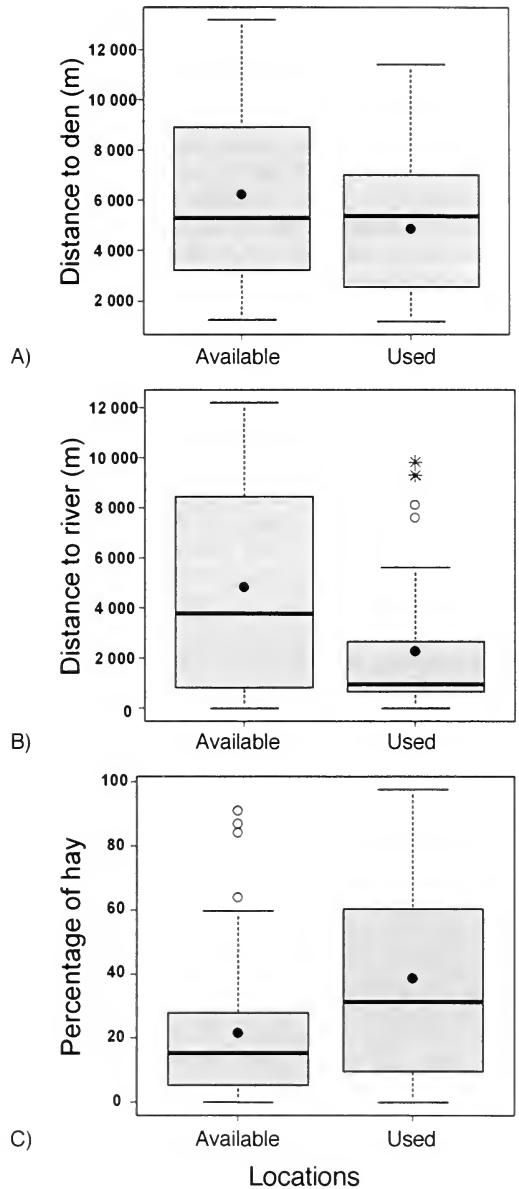 Distance to den (m)
12 000
10 000
8 000
6 000
4 000
2 000
A)
Available
Used
Distance to river (m)
12 000
10 000
8 000
6 000
4 000
2 000
0
B)
Available
Used
Percentage of hay
100
80
60
40
20
0
C)
Available
Used
Locations